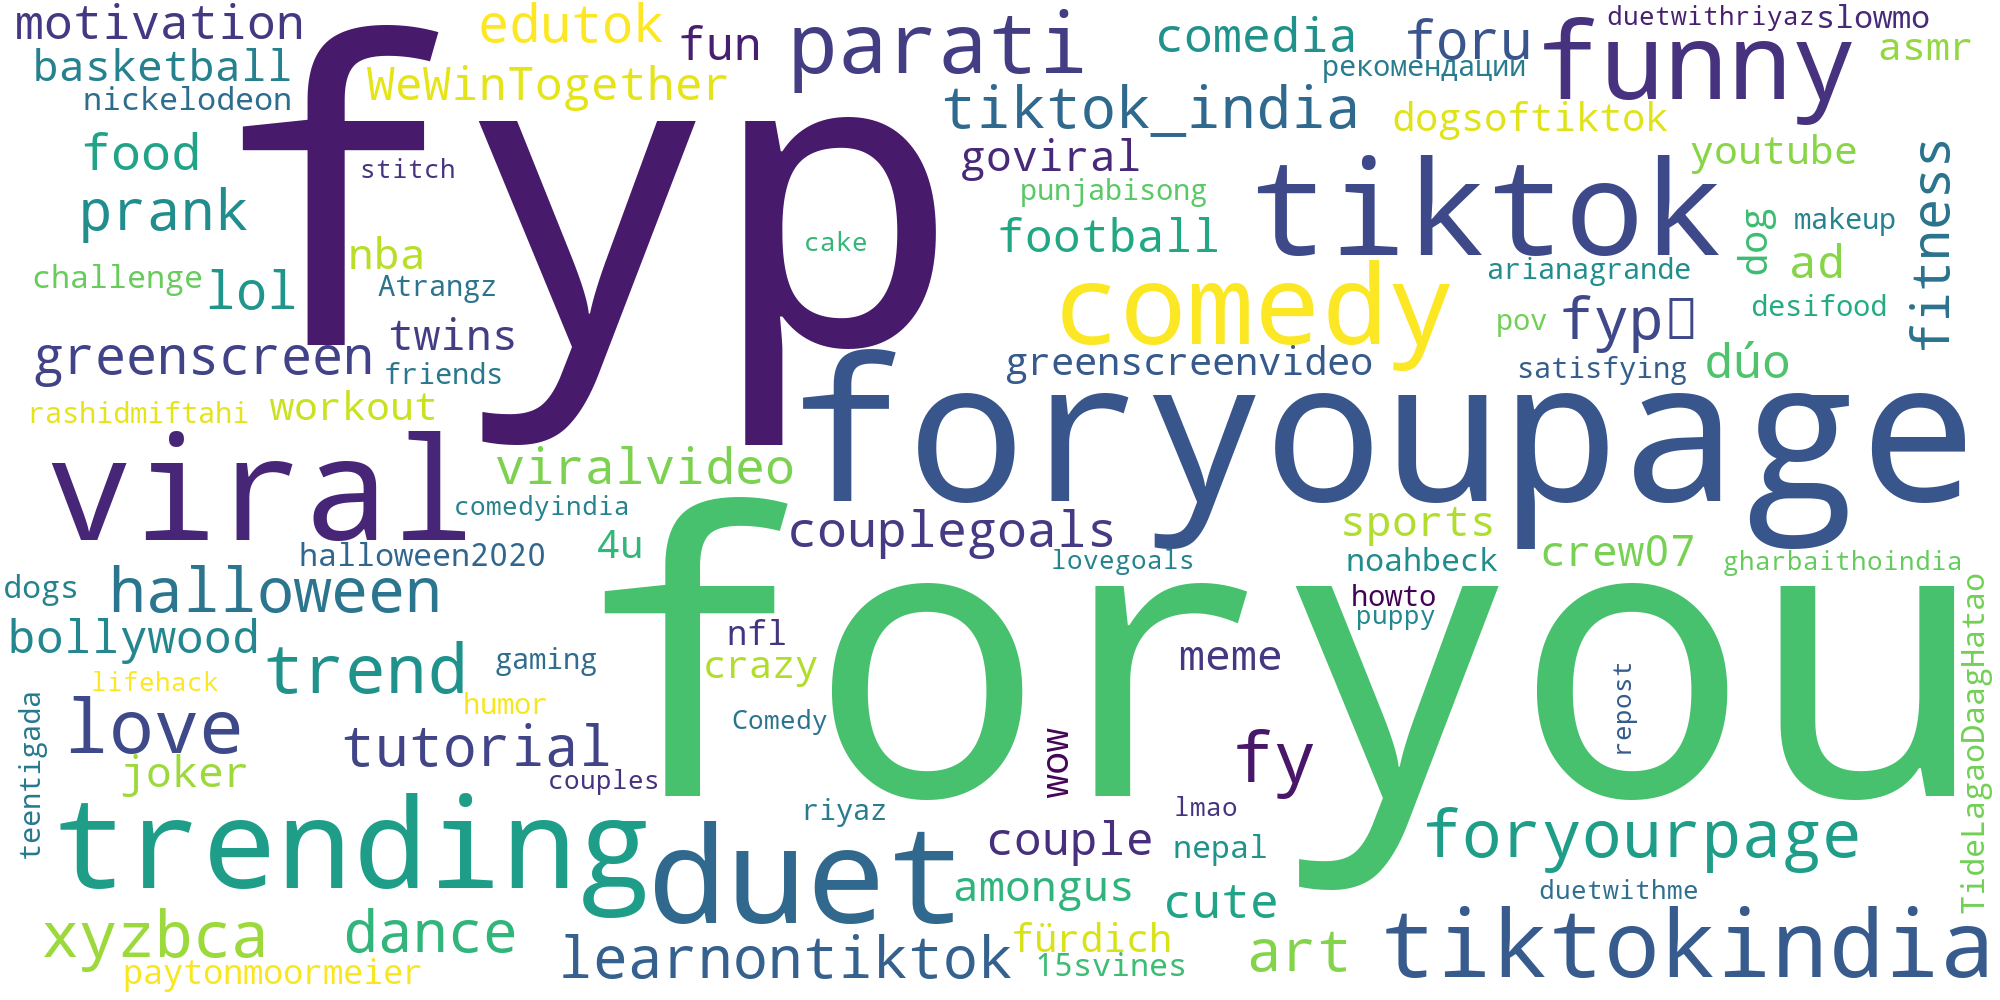 motivation
edutok
fun
parati
comedia
foru
duetwithriyaz
slowmo
basketball
WeWinTogether
рекомендации
funny
asmr
nickelodeon
fyp
tiktok_india
dogsoftiktok
food
stitch
goviral
youtube
fitness
prank
punjabisong
tiktok
makeup
nba
cake
football
dog
challenge
lol
Atrangz
comedy
arianagrande
ad
twins
pov
fyp
desifood
greenscreen
friends
greenscreenvideo
satisfying
dúo
rashidmiftahi
workout
foryoupage
viral
viralvideo
comedyindia
couplegoals
sports
halloween2020
4u
lovegoals
noahbeck
crew07
gharbaithoindia
dogs
halloween
foryou
howto
puppy
TideLagaoDaagHatao
bollywood
trend
gaming
nfl
crazy
meme
lifehack
humor
Comedy
repost
teentigada
love
tutorial
wow
fy
joker
couples
trending
duet
riyaz
lmao
couple
nepal
foryourpage
xyzbca
dance
amongus
cute
duetwithme
paytonmoormeier
learnontiktok
fürdich
15svines
art
tiktokindia